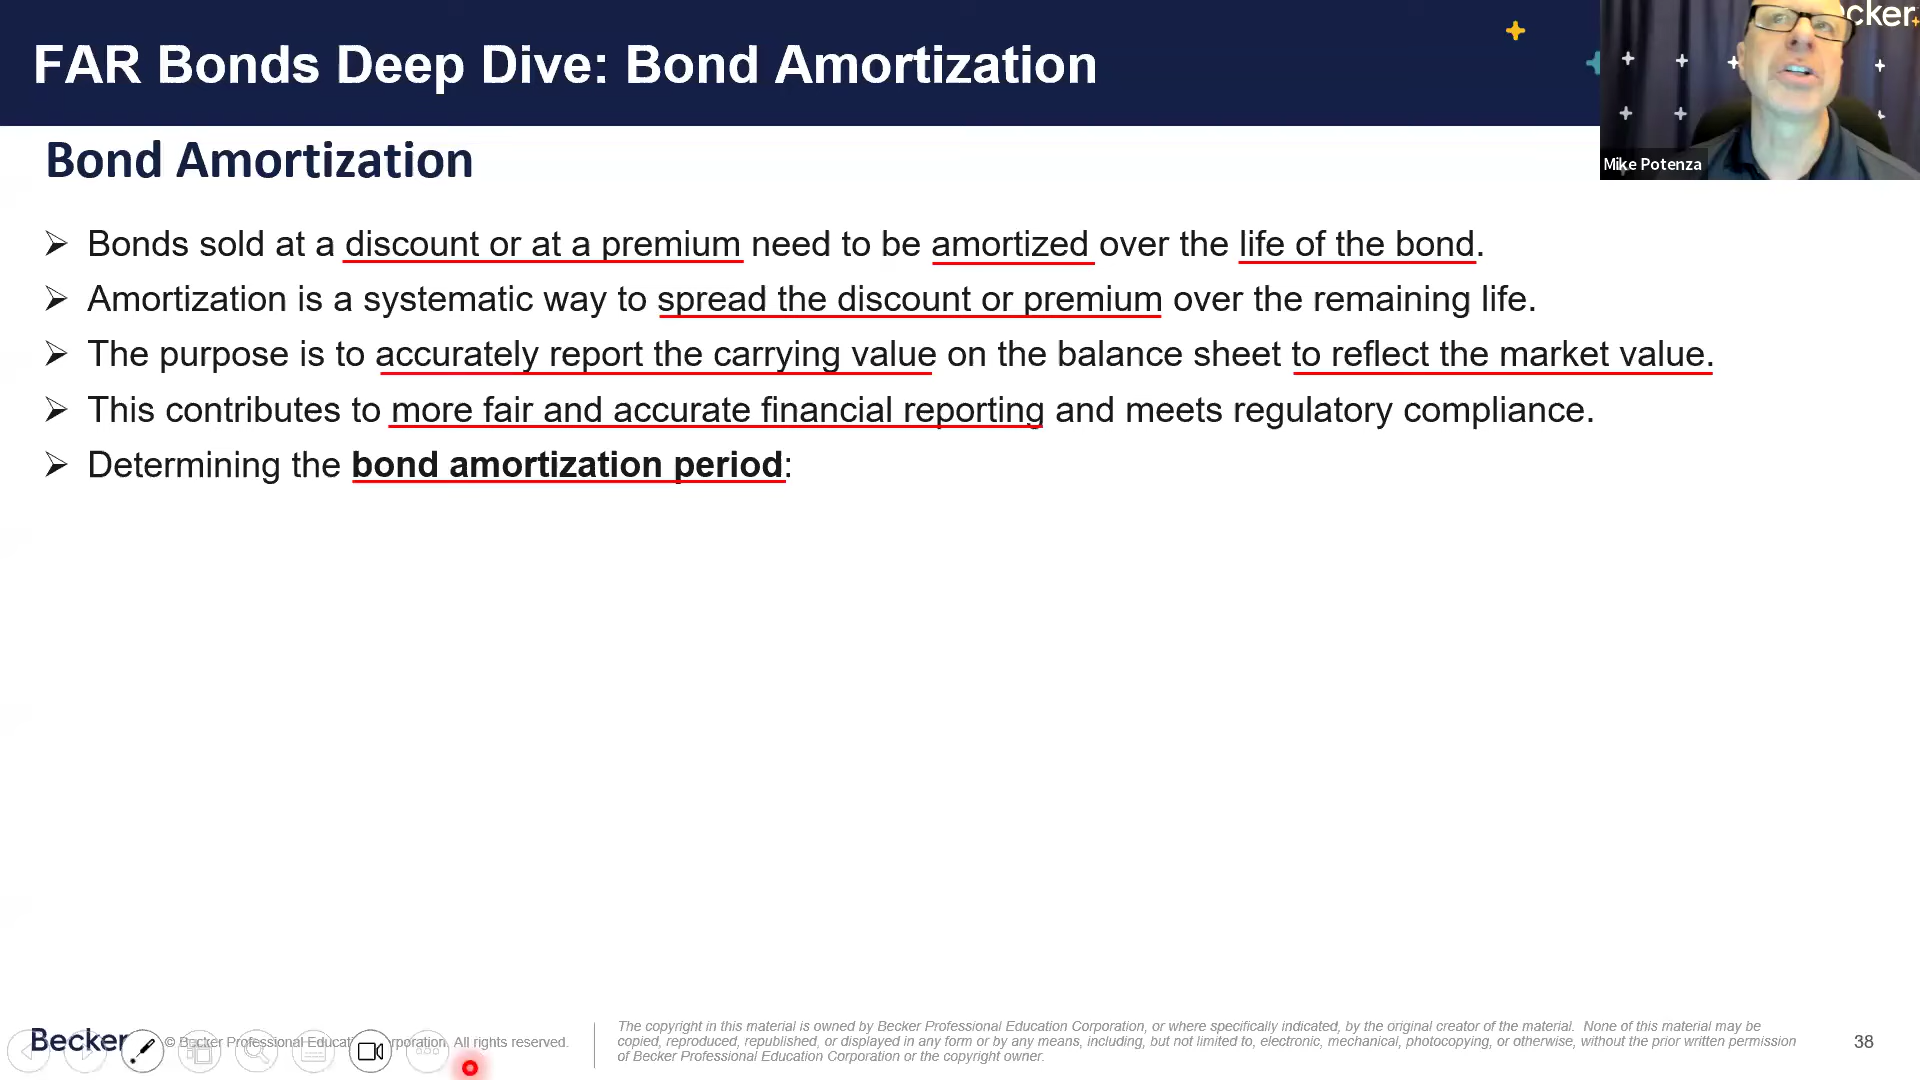 FAR Bonds Deep Dive: Bond Amortization
cker
Mike Potenza
Bond Amortization
➢ Bonds sold at a discount or at a premium need to be amortized over the life of the bond.
➢ Amortization is a systematic way to spread the discount or premium over the remaining life.
➢ The purpose is to accurately report the carrying value on the balance sheet to reflect the market value.
➢ This contributes to more fair and accurate financial reporting and meets regulatory compliance.
➢ Determining the bond amortization period:
Becker
© Becker Professional Educat rporation. All rights reserved.
The copyright in this material is owned by Becker Professional Education Corporation, or where specifically indicated, by the original creator of the material. None of this material may be
copied, reproduced, republished, or displayed in any form or by any means, including, but not limited to, electronic, mechanical, photocopying, or otherwise, without the prior written permission
of Becker Professional Education Corporation or the copyright owner.
38